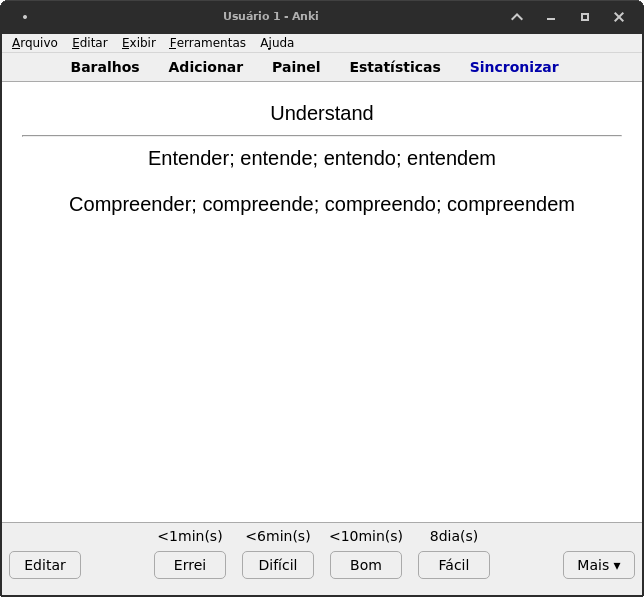 Usuário 1 - Anki
Arquivo Editar Exibir Ferramentas Ajuda
Baralhos Adicionar Painel Estatísticas Sincronizar
Understand
Entender; entende; entendo; entendem
Compreender; compreende; compreendo; compreendem
<1min(s) <6min(s) <10min(s) 8dia(s)
Editar Errei Difícil Bom Fácil Mais ▾